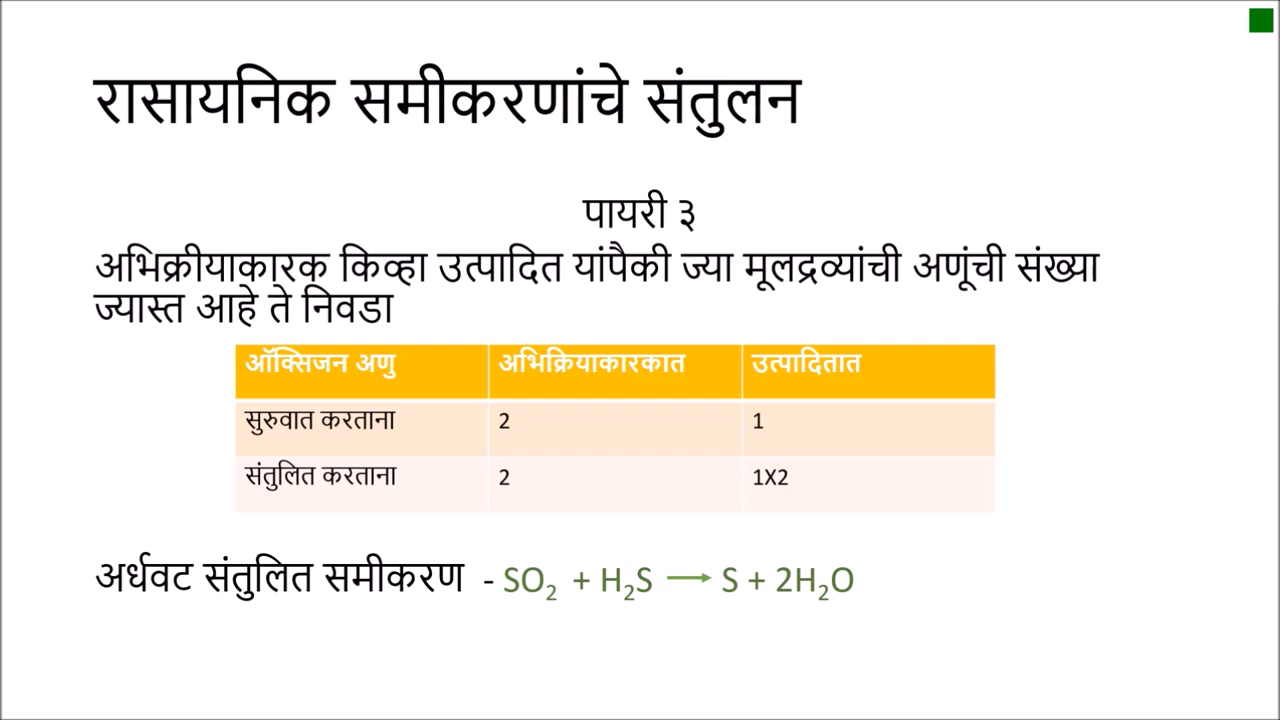 रासायनिक समीकरणांचे संतुलन
पायरी ३
अभिक्रीयाकारक किंव्हा उत्पादित यांपैकी ज्या मूलद्रव्यांची अणूंची संख्या
ज्यास्त आहे ते निवडा
ऑक्सिजन अणु अभिक्रियाकारकात उत्पादितात
सुरुवात करताना 2 1
संतुलित करताना 2 1X2
अर्धवट संतुलित समीकरण - SO₂ + H₂S → S + 2H₂O